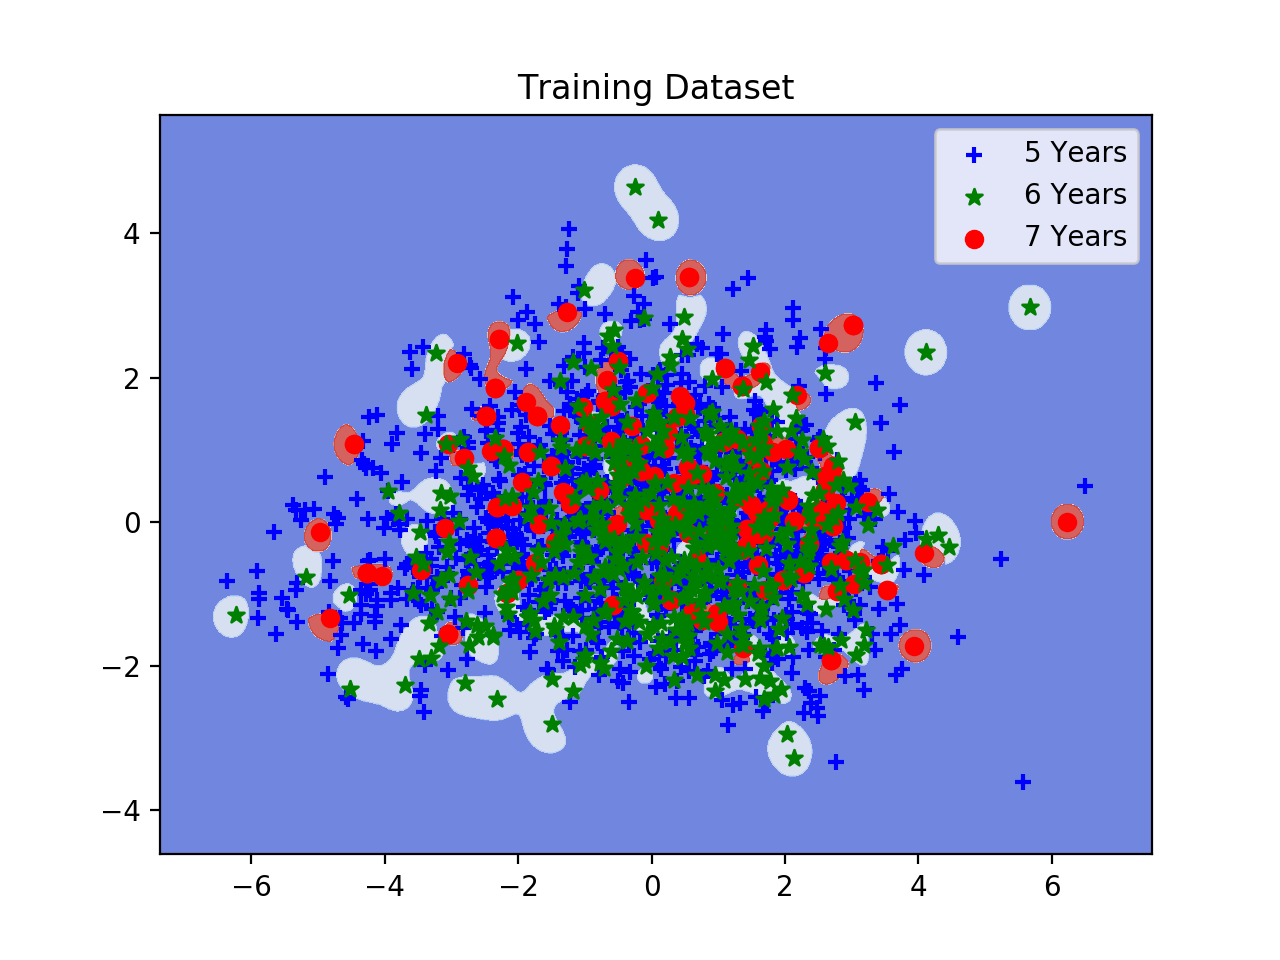 Training Dataset
5 Years
6 Years
7 Years
4
2
0
−2
−4
−6 −4 −2 0 2 4 6